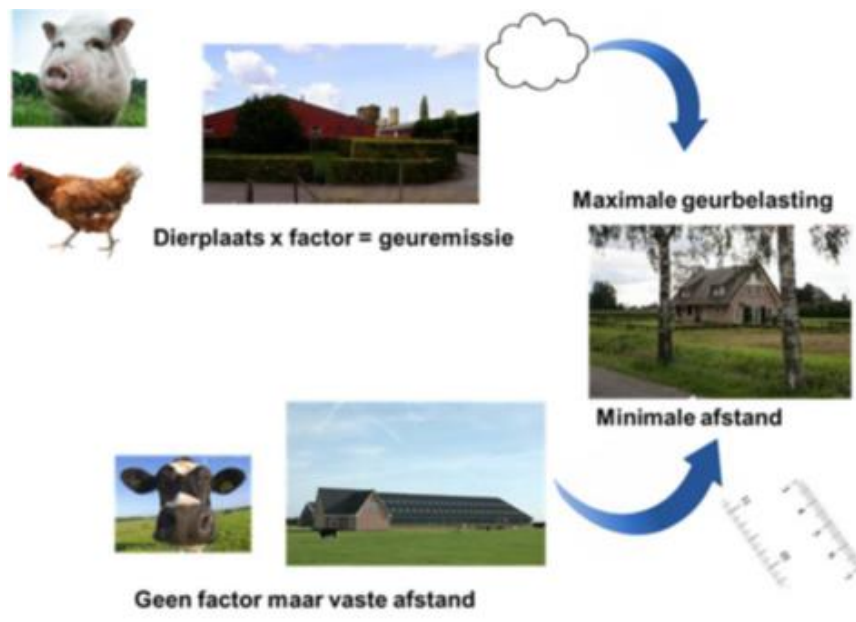 Maximale geurbelasting
Dierplaats x factor = geuremissie
Minimale afstand
Geen factor maar vaste afstand